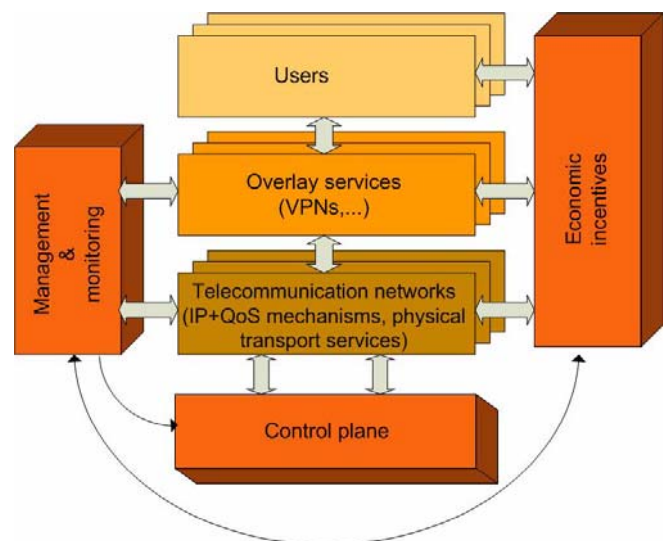 Users
Overlay services
(VPNs,...)
Telecommunication networks
(IP+QoS mechanisms, physical
transport services)
Control plane
Management
&
monitoring
Economic
incentives